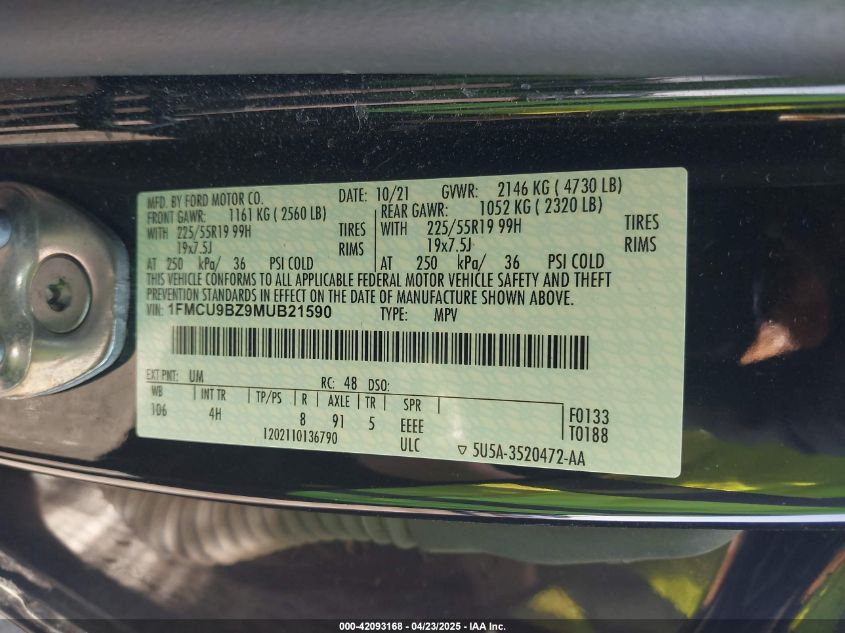 MFD. BY FORD MOTOR CO. DATE: 10/21 GVWR: 2146 KG ( 4730 LB)
FRONT GAWR: 1161 KG ( 2560 LB) REAR GAWR: 1052 KG ( 2320 LB)
WITH 225/55R19 99H TIRES WITH 225/55R19 99H TIRES
19x7.5J RIMS 19x7.5J RIMS
AT 250 kPa/ 36 PSI COLD AT 250 kPa/ 36 PSI COLD
THIS VEHICLE CONFORMS TO ALL APPLICABLE FEDERAL MOTOR VEHICLE SAFETY AND THEFT
PREVENTION STANDARDS IN EFFECT ON THE DATE OF MANUFACTURE SHOWN ABOVE.
VIN: 1FMCU9BZ9MUB21590 TYPE: MPV
EXT PNT: UM RC: 48 DSO:
WB INT TR TP/PS R AXLE TR SPR
106 4H 8 91 5 EEEE F0133
ULC T0188
1202110136790 ▽ 5U5A-3520472-AA
000-42093168 - 04/23/2025 - IAA Inc.